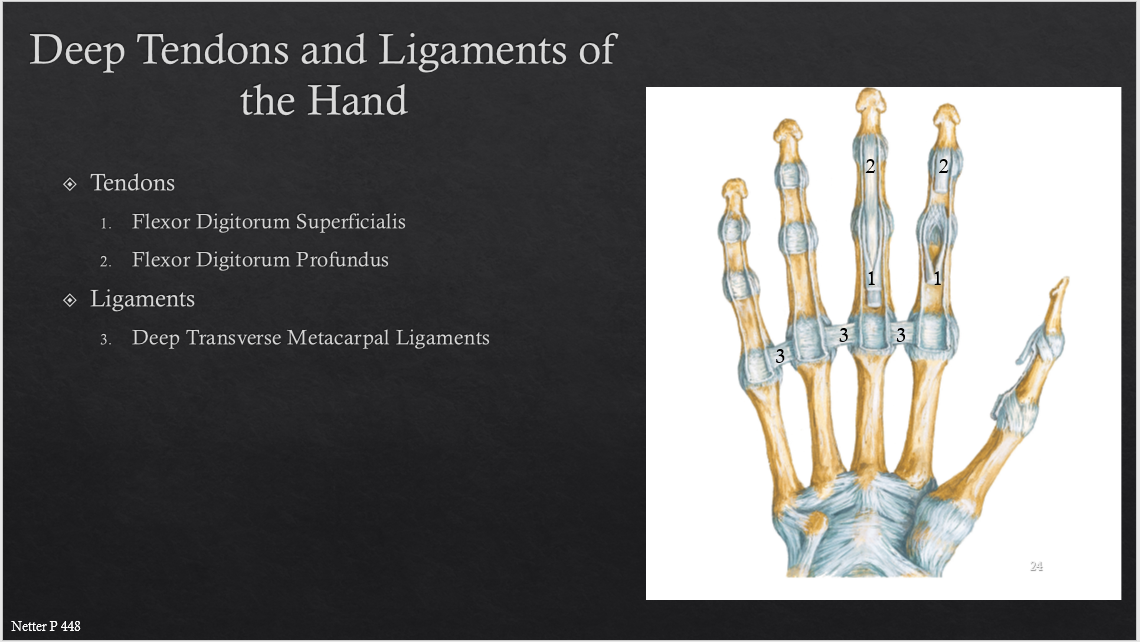 Deep Tendons and Ligaments of
the Hand
Tendons
1. Flexor Digitorum Superficialis
2. Flexor Digitorum Profundus
Ligaments
3. Deep Transverse Metacarpal Ligaments
2 2
1 1
3 3
3
24
Netter P 448